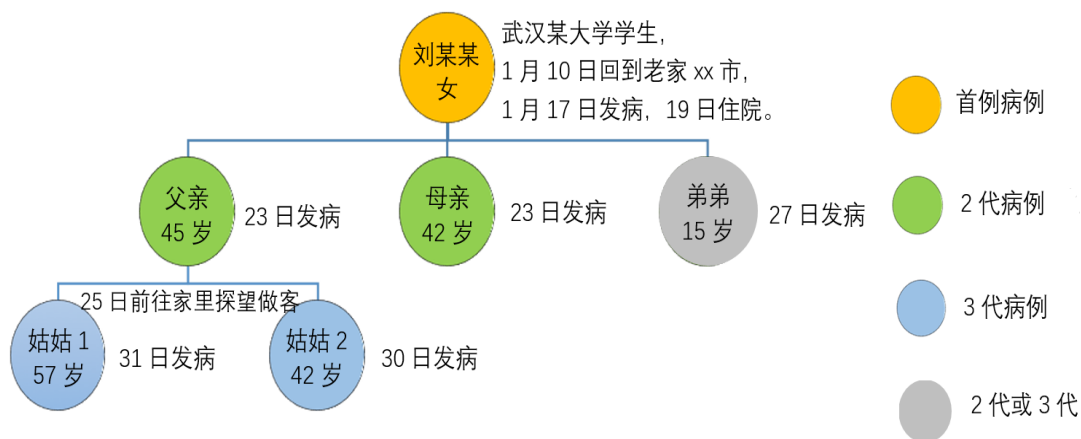 刘某某
女
武汉某大学学生，
1 月 10 日回到老家 xx 市，
1 月 17 日发病，19 日住院。
首例病例
父亲
45 岁
23 日发病
母亲
42 岁
23 日发病
弟弟
15 岁
27 日发病
2 代病例
25 日前往家里探望做客
姑姑 1
57 岁
31 日发病
姑姑 2
42 岁
30 日发病
3 代病例
2 代或 3 代